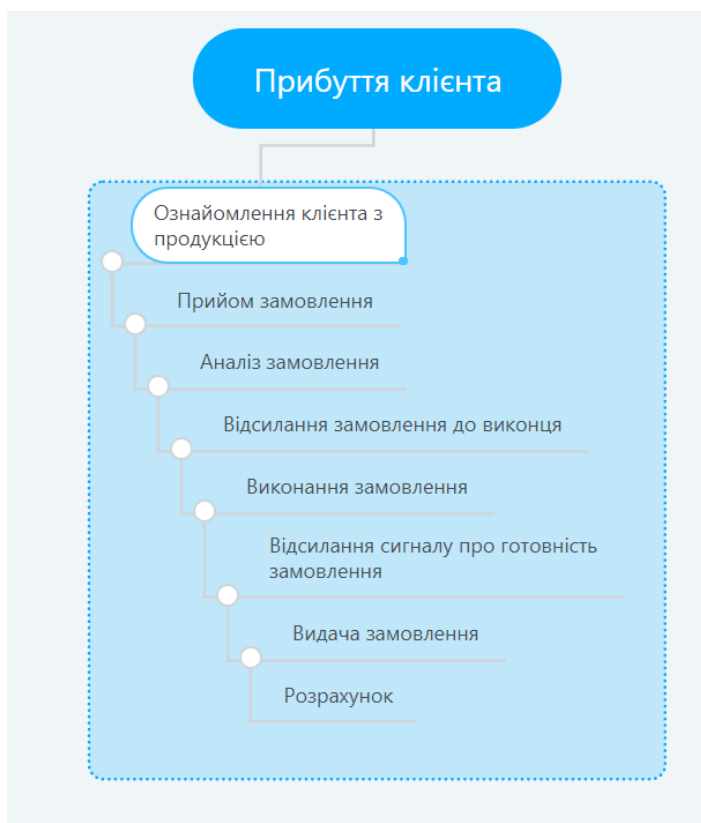 Прибуття клієнта
Ознайомлення клієнта з
продукцією
Прийом замовлення
Аналіз замовлення
Відсилання замовлення до виконця
Виконання замовлення
Відсилання сигналу про готовність
замовлення
Видача замовлення
Розрахунок